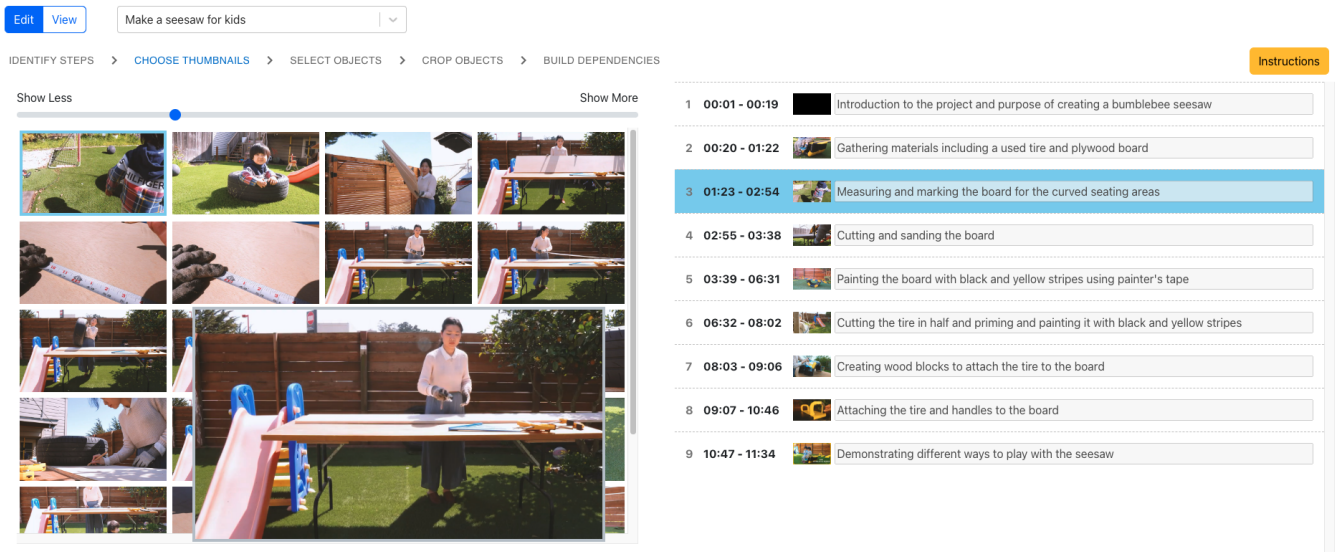 Edit View Make a seesaw for kids
IDENTIFY STEPS > CHOOSE THUMBNAILS > SELECT OBJECTS > CROP OBJECTS > BUILD DEPENDENCIES
Instructions
Show Less Show More
HILFIGER
1 00:01 - 00:19 Introduction to the project and purpose of creating a bumblebee seesaw
2 00:20 - 01:22 Gathering materials including a used tire and plywood board
3 01:23 - 02:54 Measuring and marking the board for the curved seating areas
4 02:55 - 03:38 Cutting and sanding the board
5 03:39 - 06:31 Painting the board with black and yellow stripes using painter's tape
6 06:32 - 08:02 Cutting the tire in half and priming and painting it with black and yellow stripes
7 08:03 - 09:06 Creating wood blocks to attach the tire to the board
8 09:07 - 10:46 Attaching the tire and handles to the board
9 10:47 - 11:34 Demonstrating different ways to play with the seesaw